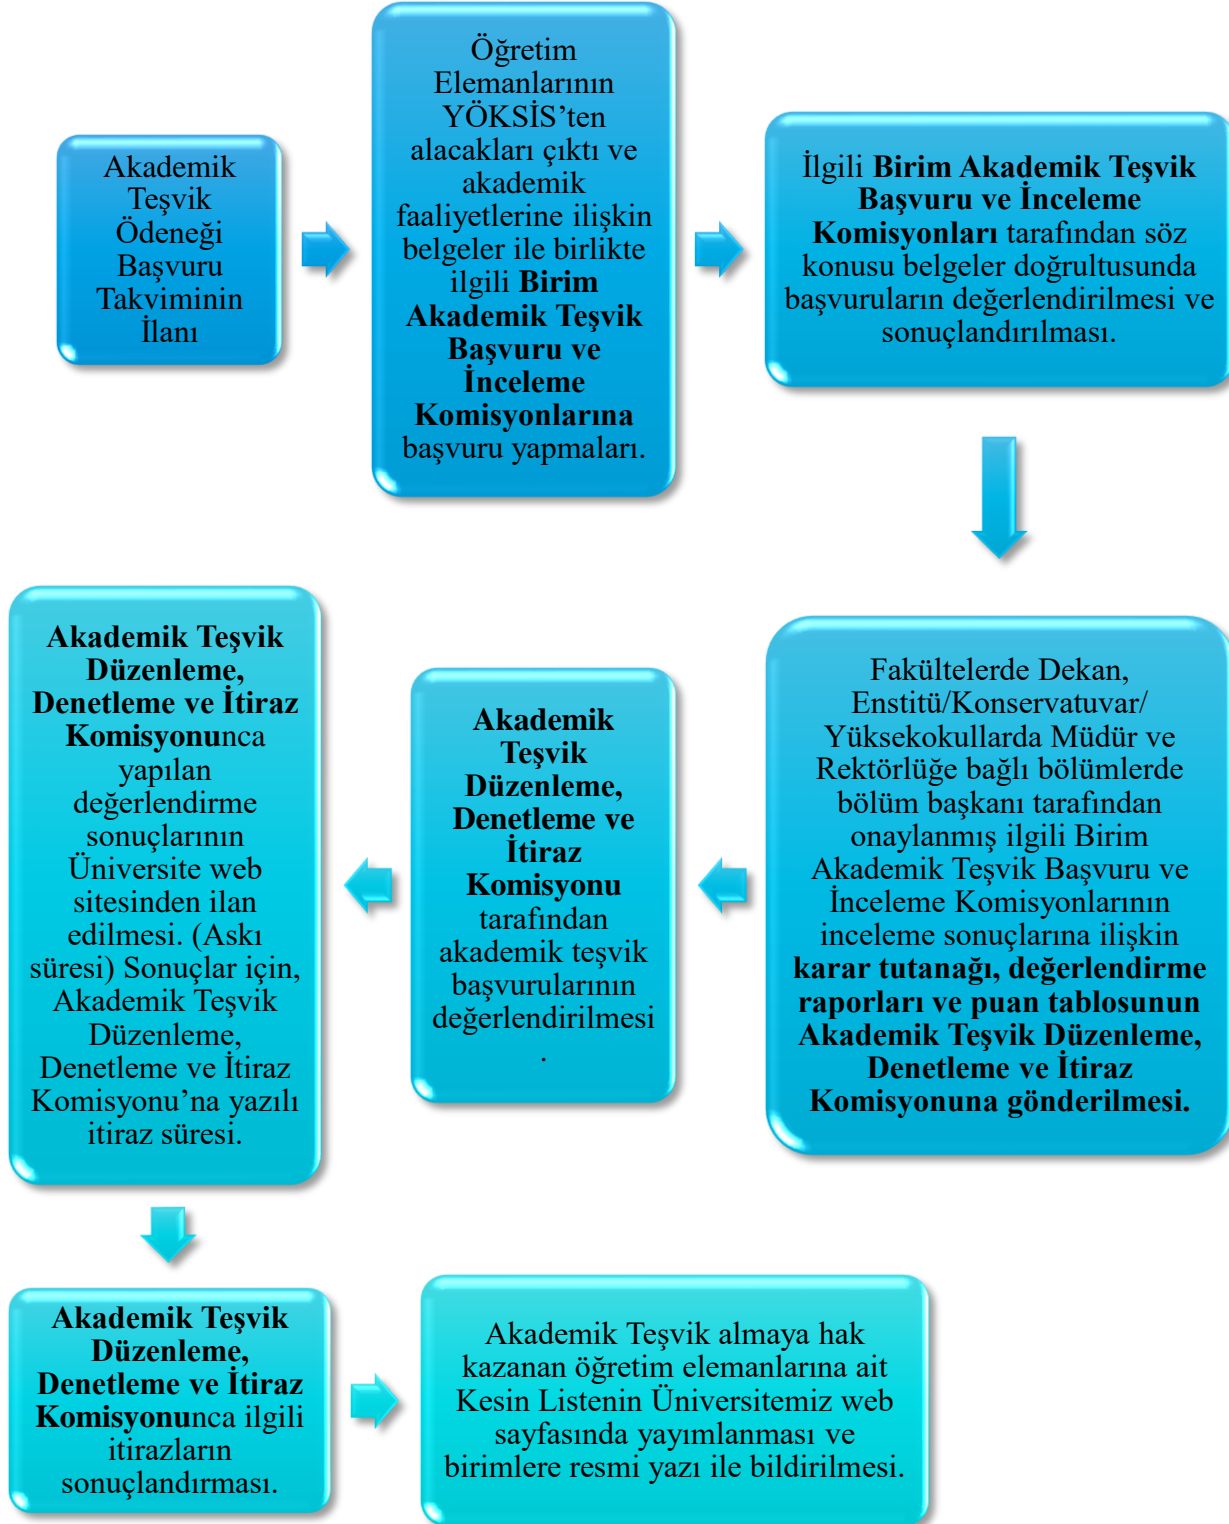 Akademik
Teşvik
Ödeneği
Başvuru
Takviminin
İlanı
Öğretim
Elemanlarının
YÖKSİS’ten
alacakları çıktı ve
akademik
faaliyetlerine ilişkin
belgeler ile birlikte
ilgili Birim
Akademik Teşvik
Başvuru ve
İnceleme
Komisyonlarına
başvuru yapmaları.
İlgili Birim Akademik Teşvik
Başvuru ve İnceleme
Komisyonları tarafından söz
konusu belgeler doğrultusunda
başvuruların değerlendirilmesi ve
sonuçlandırılması.
Fakültelerde Dekan,
Enstitü/Konservatuvar/
Yüksekokullarda Müdür ve
Rektörlüğe bağlı bölümlerde
bölüm başkanı tarafından
onaylanmış ilgili Birim
Akademik Teşvik Başvuru ve
İnceleme Komisyonlarının
inceleme sonuçlarına ilişkin
karar tutanağı, değerlendirme
raporları ve puan tablosunun
Akademik Teşvik Düzenleme,
Denetleme ve İtiraz
Komisyonuna gönderilmesi.
Akademik
Teşvik
Düzenleme,
Denetleme ve
İtiraz
Komisyonu
tarafından
akademik teşvik
başvurularının
değerlendirilmesi
.
Akademik Teşvik
Düzenleme,
Denetleme ve İtiraz
Komisyonunca
yapılan
değerlendirme
sonuçlarının
Üniversite web
sitesinden ilan
edilmesi. (Askı
süresi) Sonuçlar için,
Akademik Teşvik
Düzenleme,
Denetleme ve İtiraz
Komisyonu’na yazılı
itiraz süresi.
Akademik Teşvik
Düzenleme,
Denetleme ve İtiraz
Komisyonunca ilgili
itirazların
sonuçlandırması.
Akademik Teşvik almaya hak
kazanan öğretim elemanlarına ait
Kesin Listenin Üniversitemiz web
sayfasında yayımlanması ve
birimlere resmi yazı ile bildirilmesi.